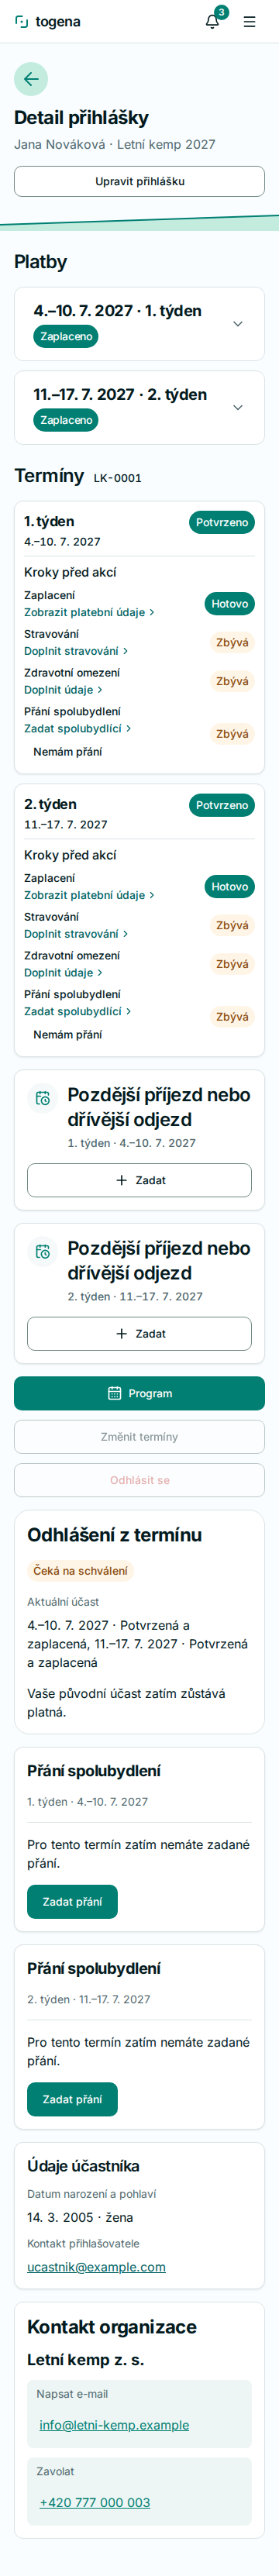 togena
3
Detail přihlášky
Jana Nováková · Letní kemp 2027
Upravit přihlášku
Platby
4.–10. 7. 2027 · 1. týden
Zaplaceno
11.–17. 7. 2027 · 2. týden
Zaplaceno
Termíny LK-0001
1. týden
Potvrzeno
4.–10. 7. 2027
Kroky před akcí
Zaplacení
Zobrazit platební údaje
Hotovo
Stravování
Doplnit stravování
Zbývá
Zdravotní omezení
Doplnit údaje
Zbývá
Přání spolubydlení
Zadat spolubydlící
Zbývá
Nemám přání
2. týden
Potvrzeno
11.–17. 7. 2027
Kroky před akcí
Zaplacení
Zobrazit platební údaje
Hotovo
Stravování
Doplnit stravování
Zbývá
Zdravotní omezení
Doplnit údaje
Zbývá
Přání spolubydlení
Zadat spolubydlící
Zbývá
Nemám přání
Pozdější příjezd nebo
dřívější odjezd
1. týden · 4.–10. 7. 2027
Zadat
Pozdější příjezd nebo
dřívější odjezd
2. týden · 11.–17. 7. 2027
Zadat
Program
Změnit termíny
Odhlásit se
Odhlášení z termínu
Čeká na schválení
Aktuální účast
4.–10. 7. 2027 · Potvrzená a
zaplacená, 11.–17. 7. 2027 · Potvrzená
a zaplacená
Vaše původní účast zatím zůstává
platná.
Přání spolubydlení
1. týden · 4.–10. 7. 2027
Pro tento termín zatím nemáte zadané
přání.
Zadat přání
Přání spolubydlení
2. týden · 11.–17. 7. 2027
Pro tento termín zatím nemáte zadané
přání.
Zadat přání
Údaje účastníka
Datum narození a pohlaví
14. 3. 2005 · žena
Kontakt přihlašovatele
ucastnik@example.com
Kontakt organizace
Letní kemp z. s.
Napsat e-mail
info@letni-kemp.example
Zavolat
+420 777 000 003